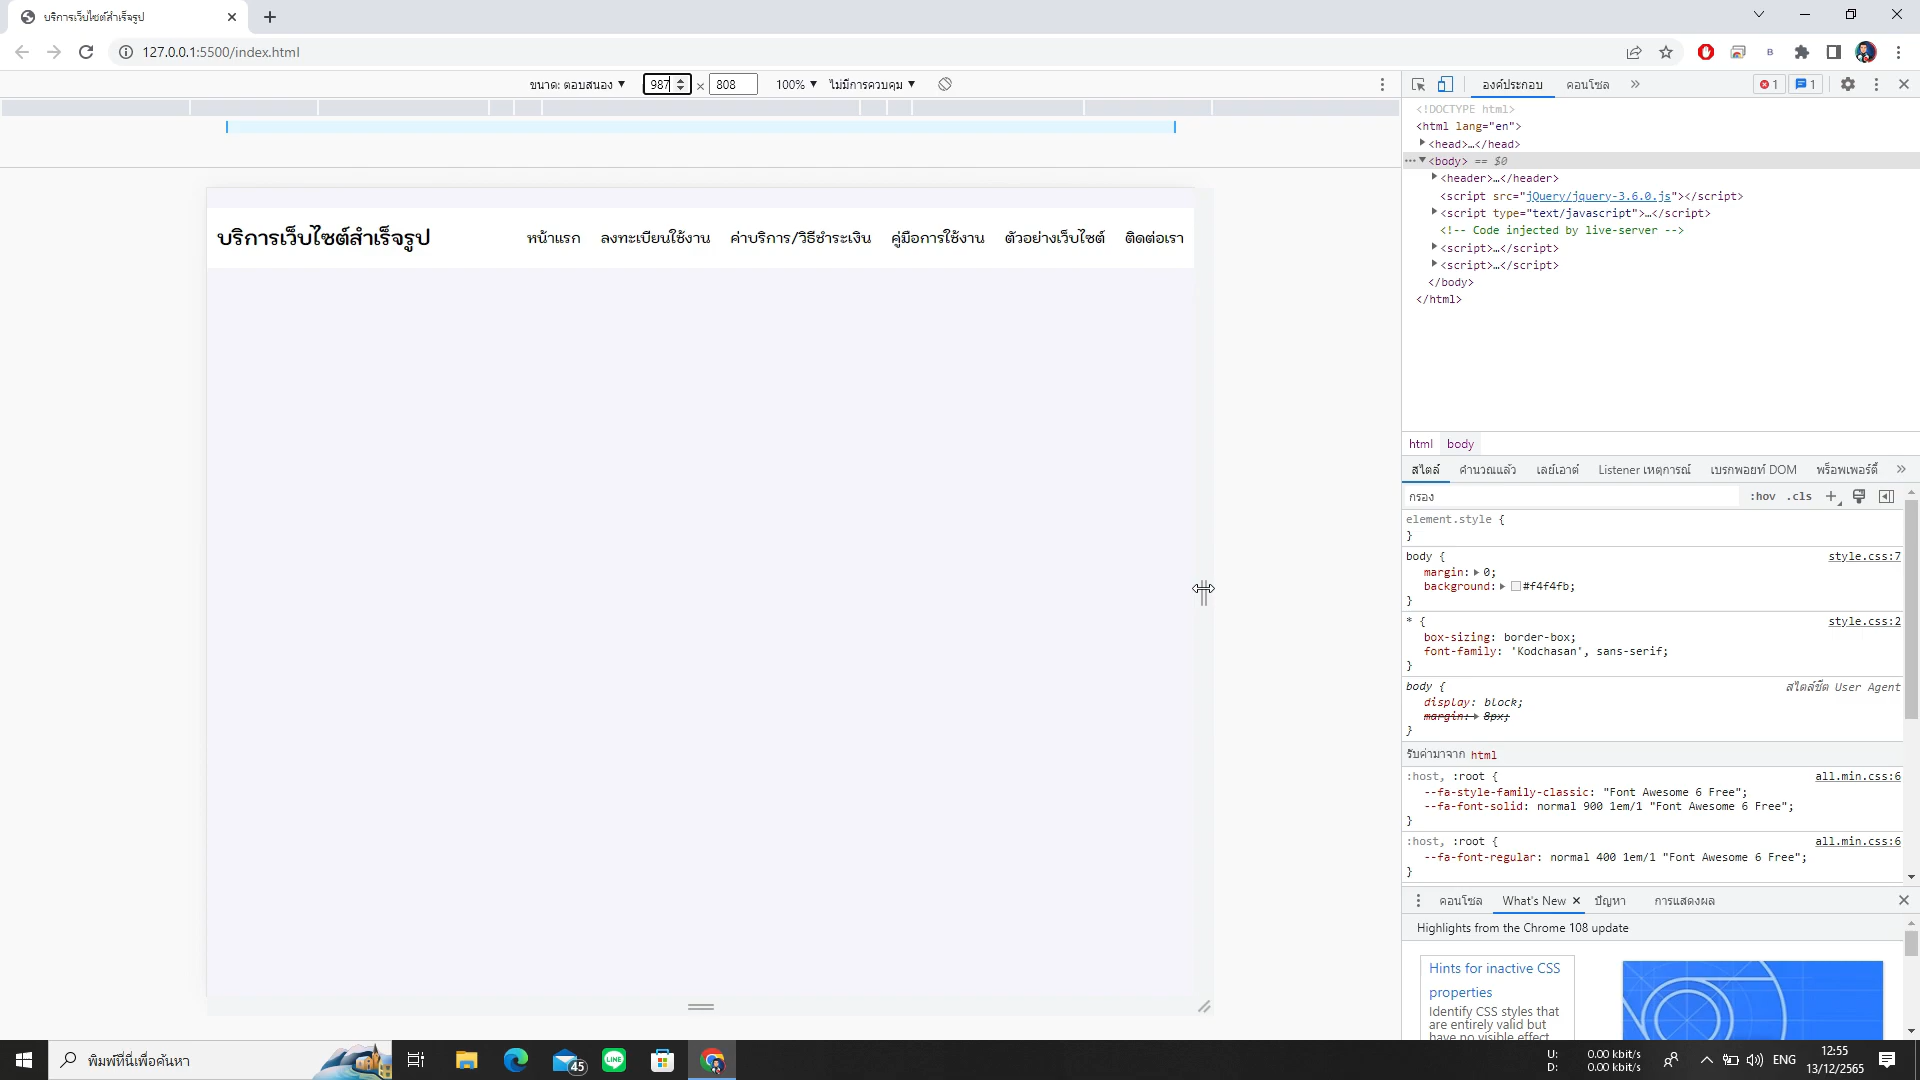 บริการเว็บไซต์สำเร็จรูป
127.0.0.1:5500/index.html
B
ขนาด: ตอบสนอง 987 × 808 100% ไม่มีการควบคุม
องค์ประกอบ คอนโซล 1 1
บริการเว็บไซต์สำเร็จรูป หน้าแรก ลงทะเบียนใช้งาน ค่าบริการ/วิธีชำระเงิน คู่มือการใช้งาน ตัวอย่างเว็บไซต์ ติดต่อเรา
<!DOCTYPE html>
<html lang="en">
<head>…</head>
<body> == $0
<header>…</header>
<script src="jQuery/jquery-3.6.0.js"></script>
<script type="text/javascript">…</script>
<!-- Code injected by live-server -->
<script>…</script>
<script>…</script>
</body>
</html>
html body
สไตล์ คำนวณแล้ว เลย์เอาต์ Listener เหตุการณ์ เบรกพอยท์ DOM พร็อพเพอร์ตี้
กรอง :hov .cls
element.style {
}
body { style.css:7
margin: 0;
background: #f4f4fb;
}
* { style.css:2
box-sizing: border-box;
font-family: 'Kodchasan', sans-serif;
}
body { สไตล์ชีต User Agent
display: block;
margin: 8px;
}
รับค่ามาจาก html
:host, :root { all.min.css:6
--fa-style-family-classic: "Font Awesome 6 Free";
--fa-font-solid: normal 900 1em/1 "Font Awesome 6 Free";
}
:host, :root { all.min.css:6
--fa-font-regular: normal 400 1em/1 "Font Awesome 6 Free";
}
คอนโซล What's New ปัญหา การแสดงผล
Highlights from the Chrome 108 update
Hints for inactive CSS
properties
Identify CSS styles that
are entirely valid but
have no visible effect
พิมพ์ที่นี่เพื่อค้นหา
45
LINE
U: 0.00 kbit/s
D: 0.00 kbit/s
ENG
12:55
13/12/2565